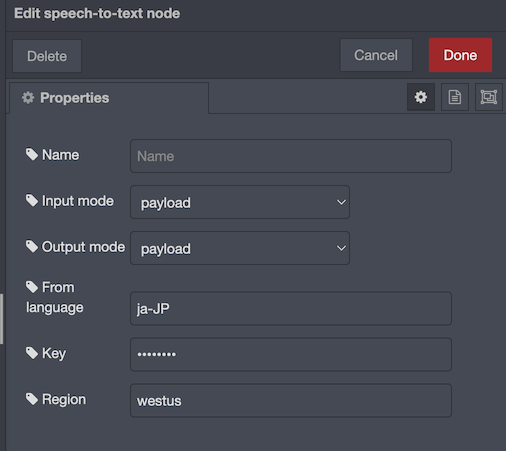 Edit speech-to-text node
Delete
Cancel
Done
Properties
Name
Name
Input mode
payload
Output mode
payload
From
language
ja-JP
Key
••••••••
Region
westus